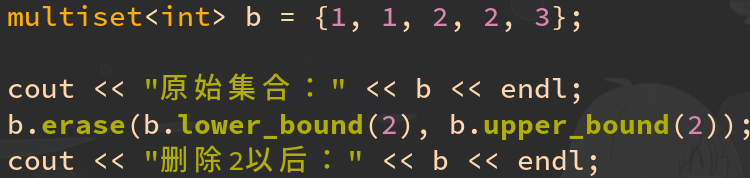 multiset<int> b = {1, 1, 2, 2, 3};
cout << "原始集合：" << b << endl;
b.erase(b.lower_bound(2), b.upper_bound(2));
cout << "删除2以后：" << b << endl;